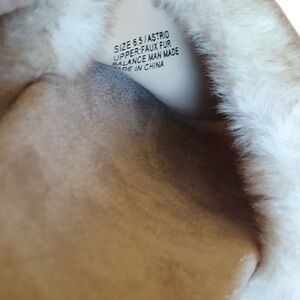 SIZE 6.5 / ASTRID
UPPER: FAUX FUR
BALANCE MAN MADE
MADE IN CHINA